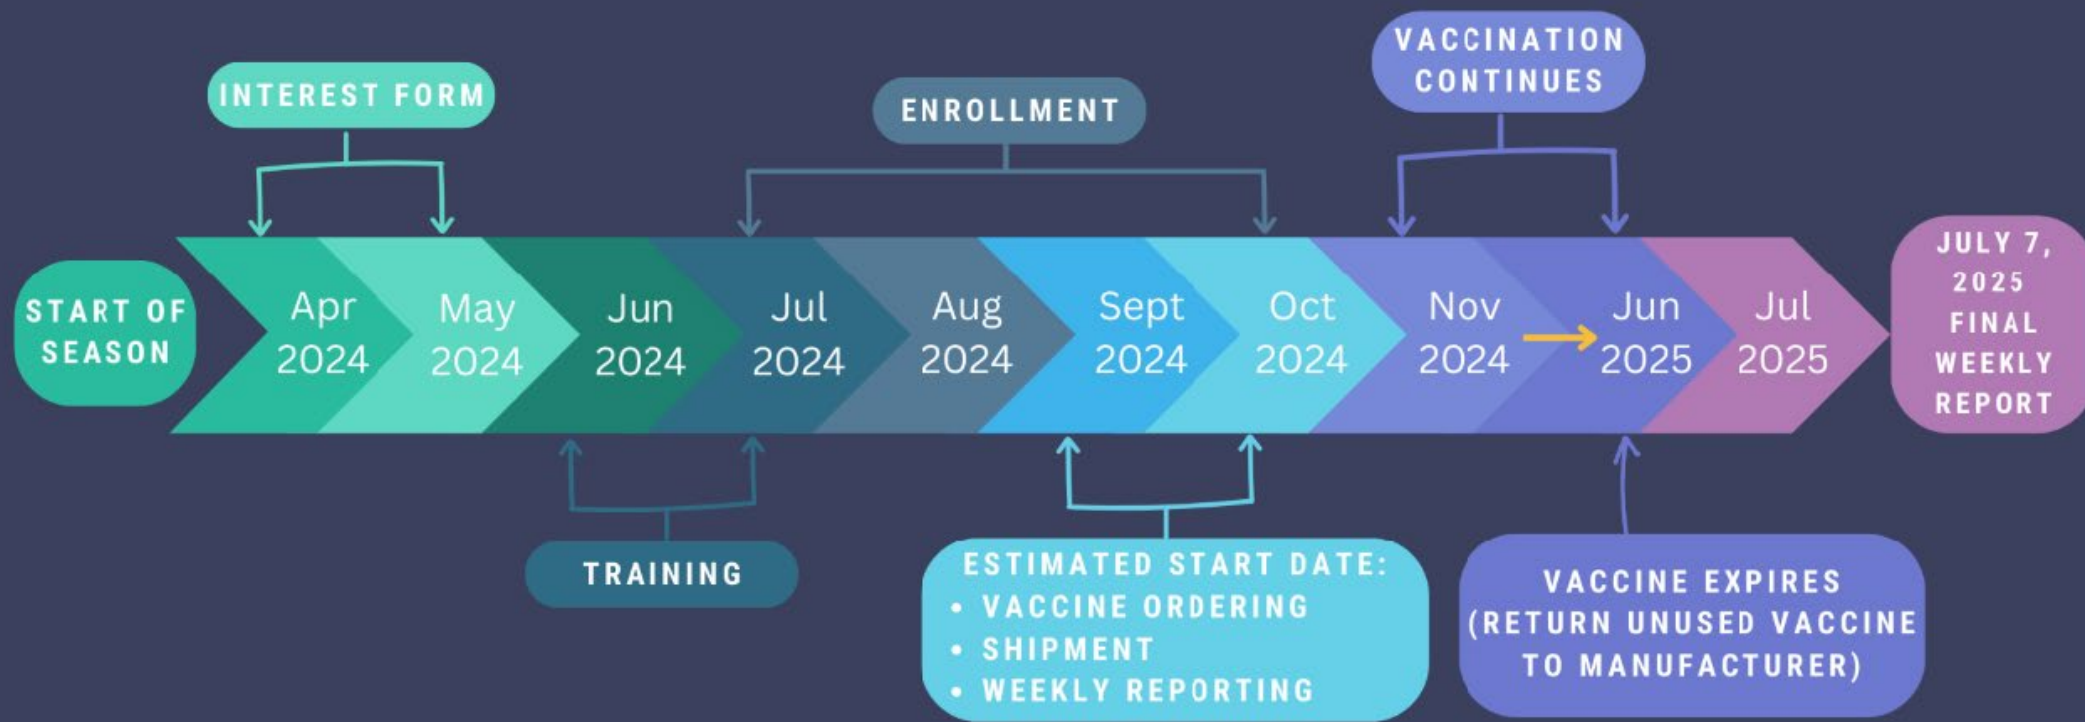 INTEREST FORM
ENROLLMENT
VACCINATION
CONTINUES
START OF
SEASON
Apr
2024
May
2024
Jun
2024
Jul
2024
Aug
2024
Sept
2024
Oct
2024
Nov
2024
Jun
2025
Jul
2025
JULY 7,
2025
FINAL
WEEKLY
REPORT
TRAINING
ESTIMATED START DATE:
• VACCINE ORDERING
• SHIPMENT
• WEEKLY REPORTING
VACCINE EXPIRES
(RETURN UNUSED VACCINE
TO MANUFACTURER)